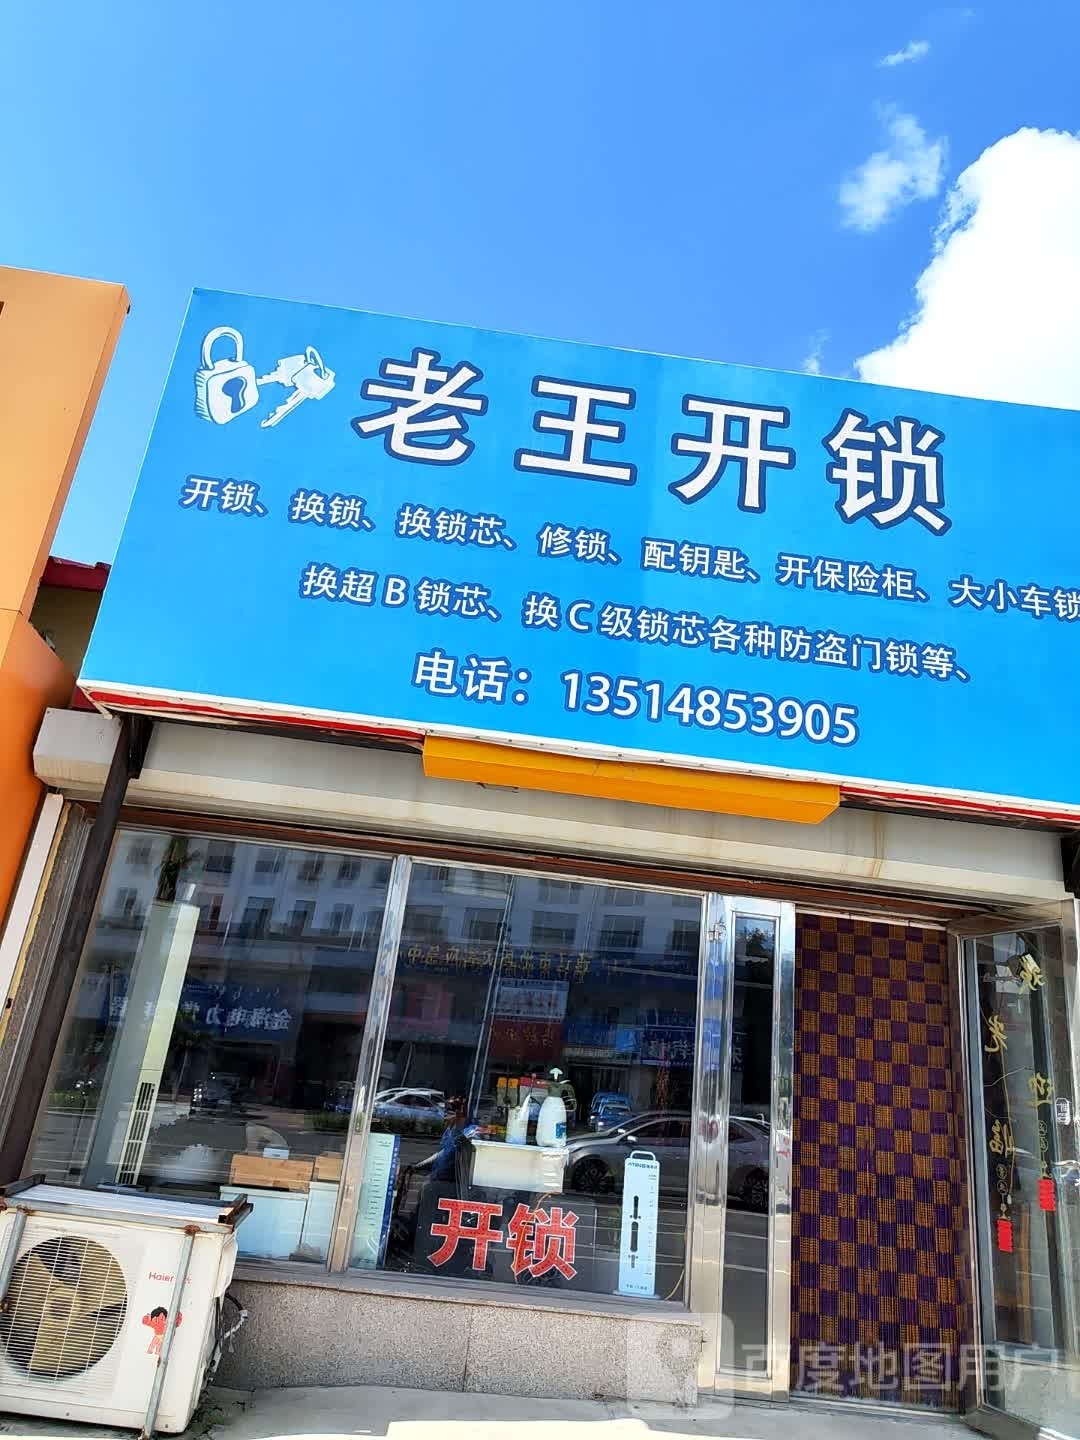 老王开锁
开锁、换锁、换锁芯、修锁、配钥匙、开保险柜、大小车锁
换超B锁芯、换C级锁芯各种防盗门锁等、
电话：13514853905
开锁
Haier
百度地图用户